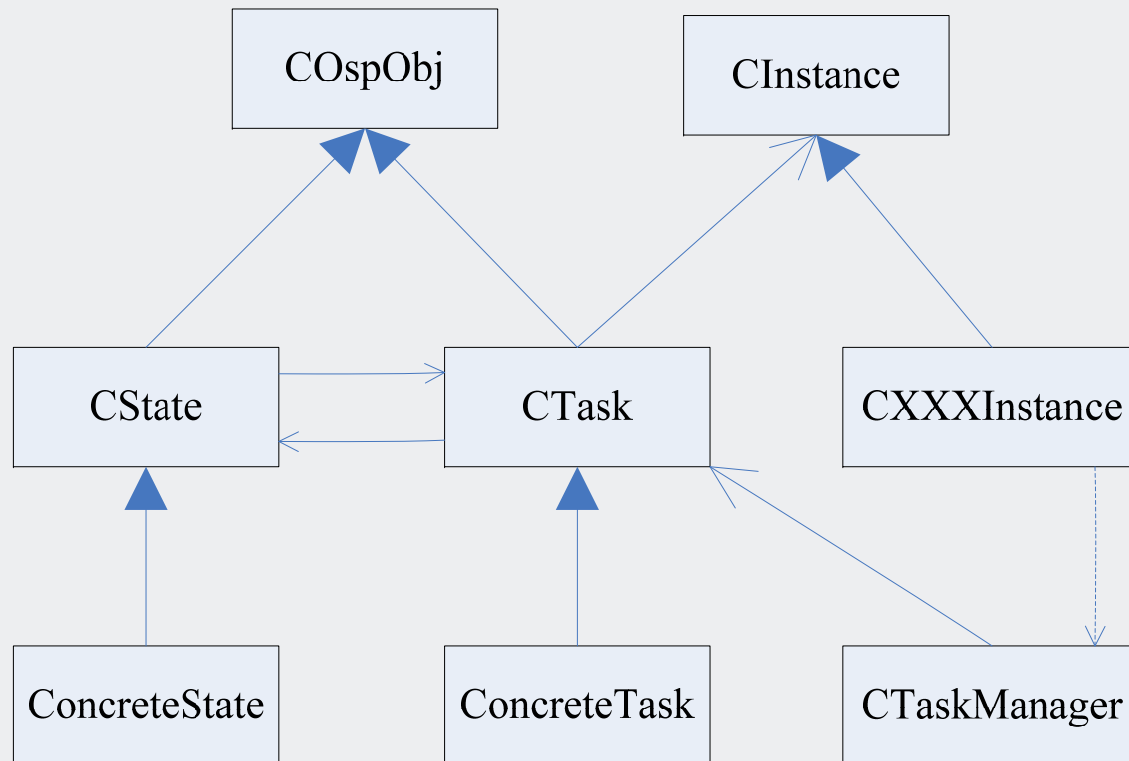 COspObj
CInstance
CState
CTask
CXXXInstance
ConcreteState
ConcreteTask
CTaskManager